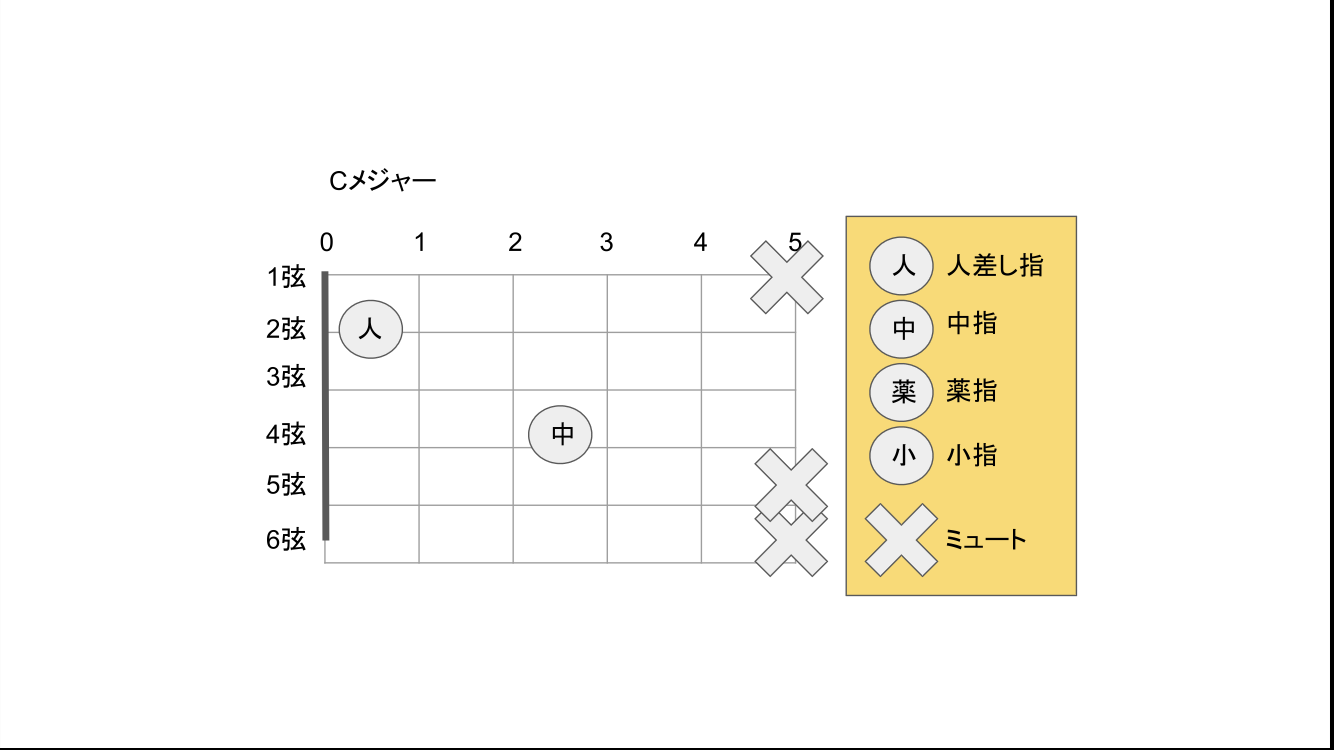 Cメジャー
0 1 2 3 4 5
1弦
2弦 人
3弦
4弦 中
5弦
6弦
人 人差し指
中 中指
薬 薬指
小 小指
ミュート